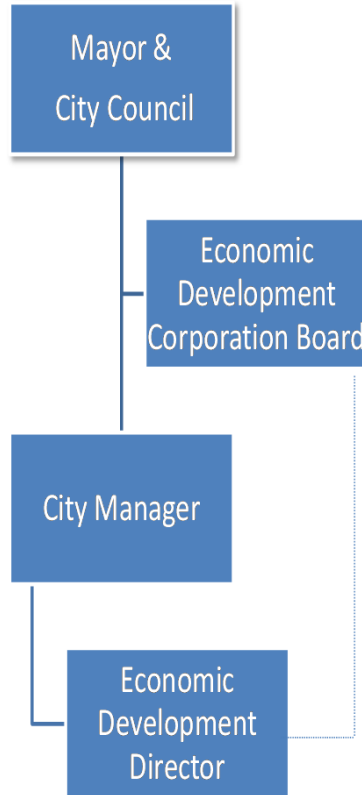 Mayor &
City Council
Economic
Development
Corporation Board
City Manager
Economic
Development
Director